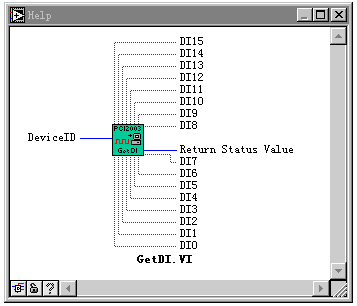 Help
DI15
DI14
DI13
DI12
DI11
DI10
DI9
DI8
PCI2003
DeviceID
GetDI
Return Status Value
DI7
DI6
DI5
DI4
DI3
DI2
DI1
DI0
GetDI.VI
?